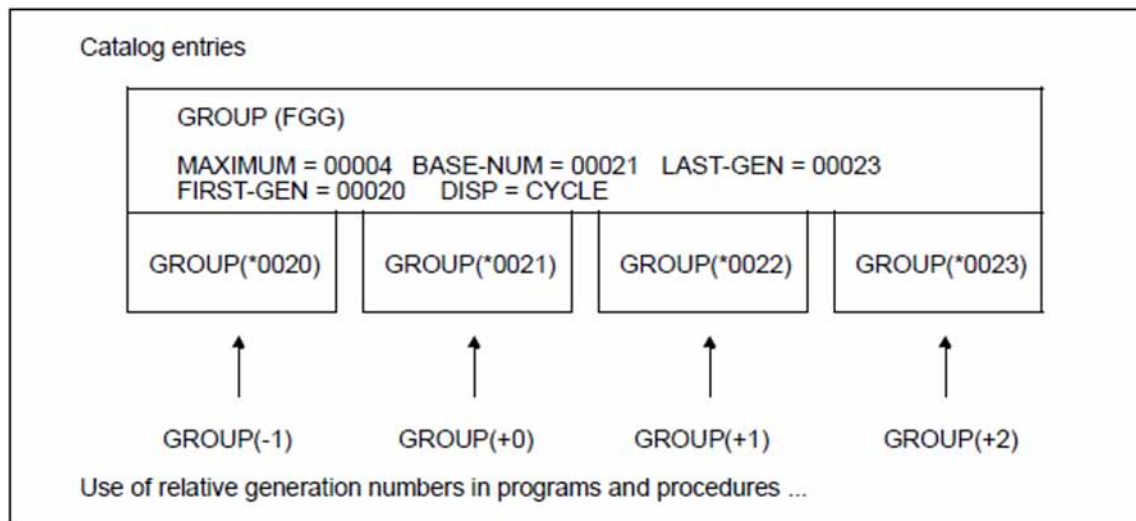 Catalog entries
GROUP (FGG)
MAXIMUM = 00004 BASE-NUM = 00021 LAST-GEN = 00023
FIRST-GEN = 00020 DISP = CYCLE
GROUP(*0020) GROUP(*0021) GROUP(*0022) GROUP(*0023)
GROUP(-1) GROUP(+0) GROUP(+1) GROUP(+2)
Use of relative generation numbers in programs and procedures ...